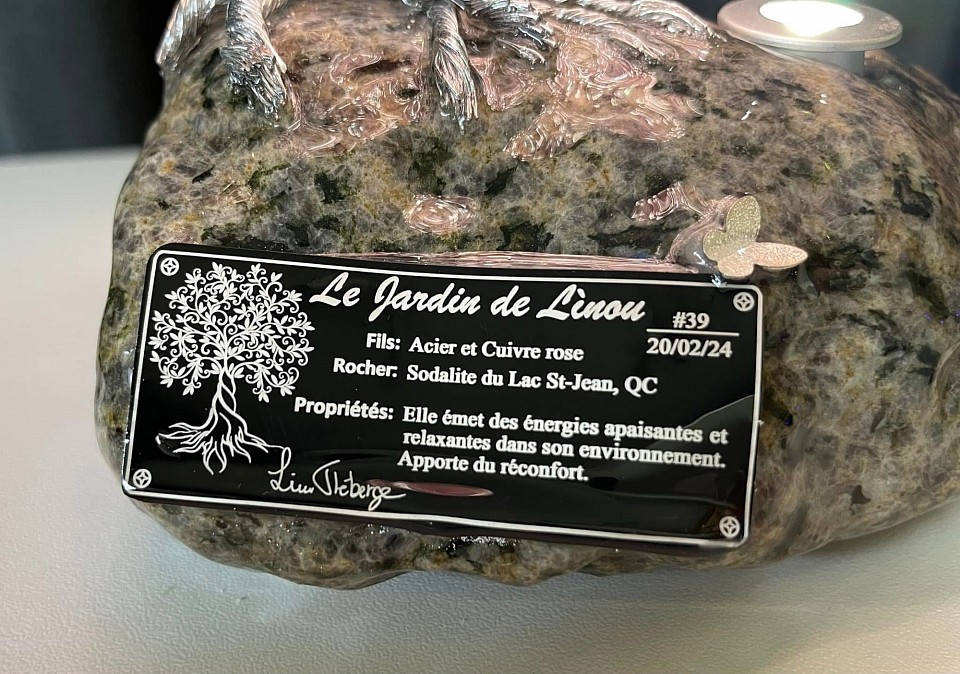 Le Jardin de Lìnou
#39
20/02/24
Fils: Acier et Cuivre rose
Rocher: Sodalite du Lac St-Jean, QC
Propriétés: Elle émet des énergies apaisantes et
relaxantes dans son environnement.
Apporte du réconfort.